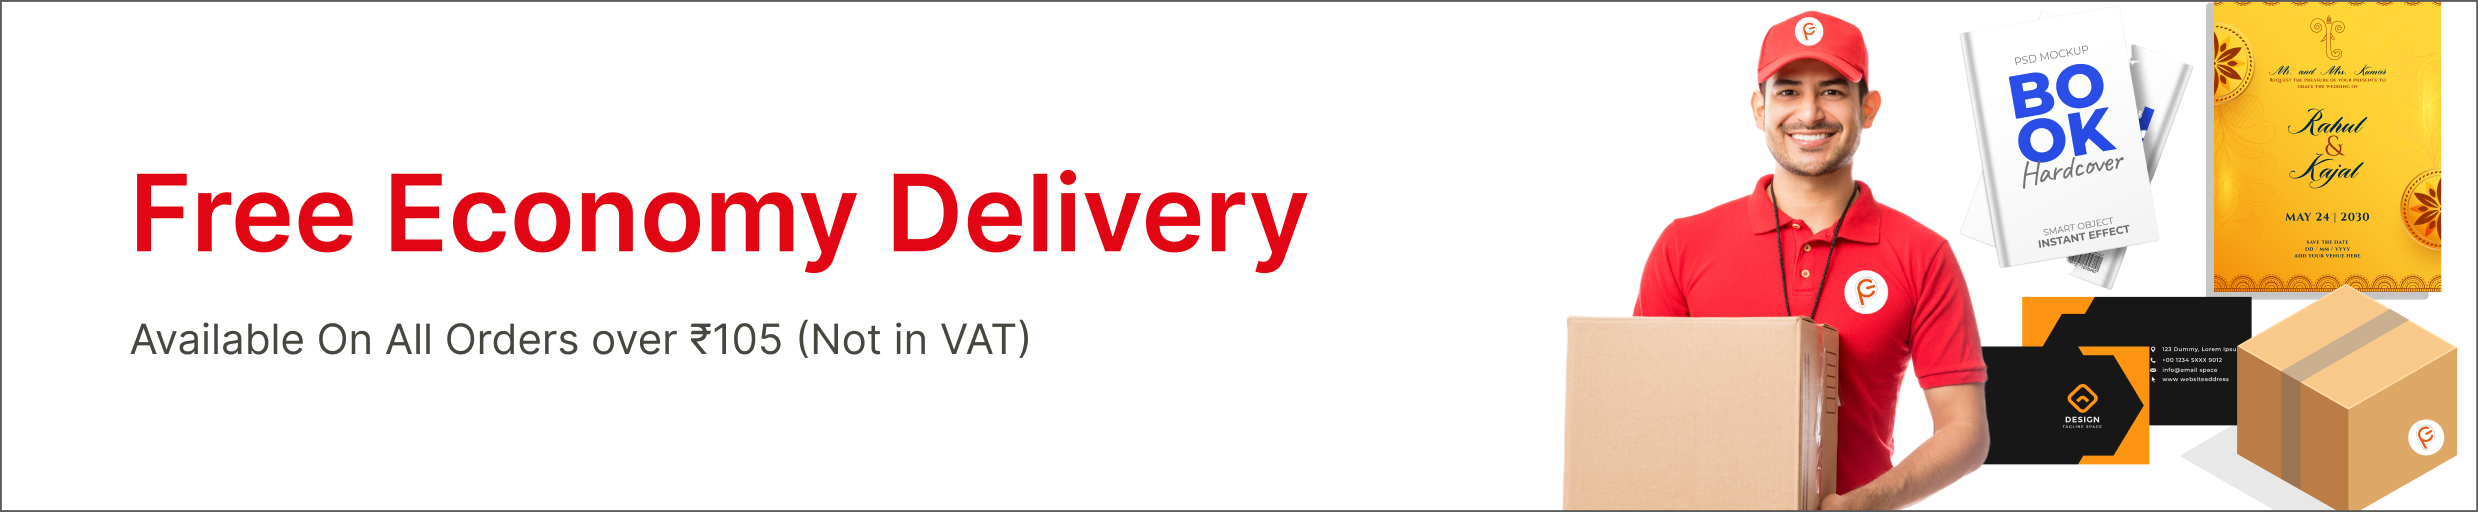 Free Economy Delivery
Available On All Orders over ₹105 (Not in VAT)
PSD MOCKUP
BO
OK
Hardcover
SMART OBJECT
INSTANT EFFECT
Mr. and Mrs. Kumar
REQUEST THE PRESENCE OF YOUR PRESENCE TO
GRACE THE WEDDING OF
Rahul
&
Kajal
MAY 24 | 2030
SAVE THE DATE
DD / MM / YYYY
ADD YOUR VENUE HERE
123 Dummy, Lorem Ipsu
+00 1234 5XXX 9012
info@email space
www websiteaddress
DESIGN
TAGLINE SPACE